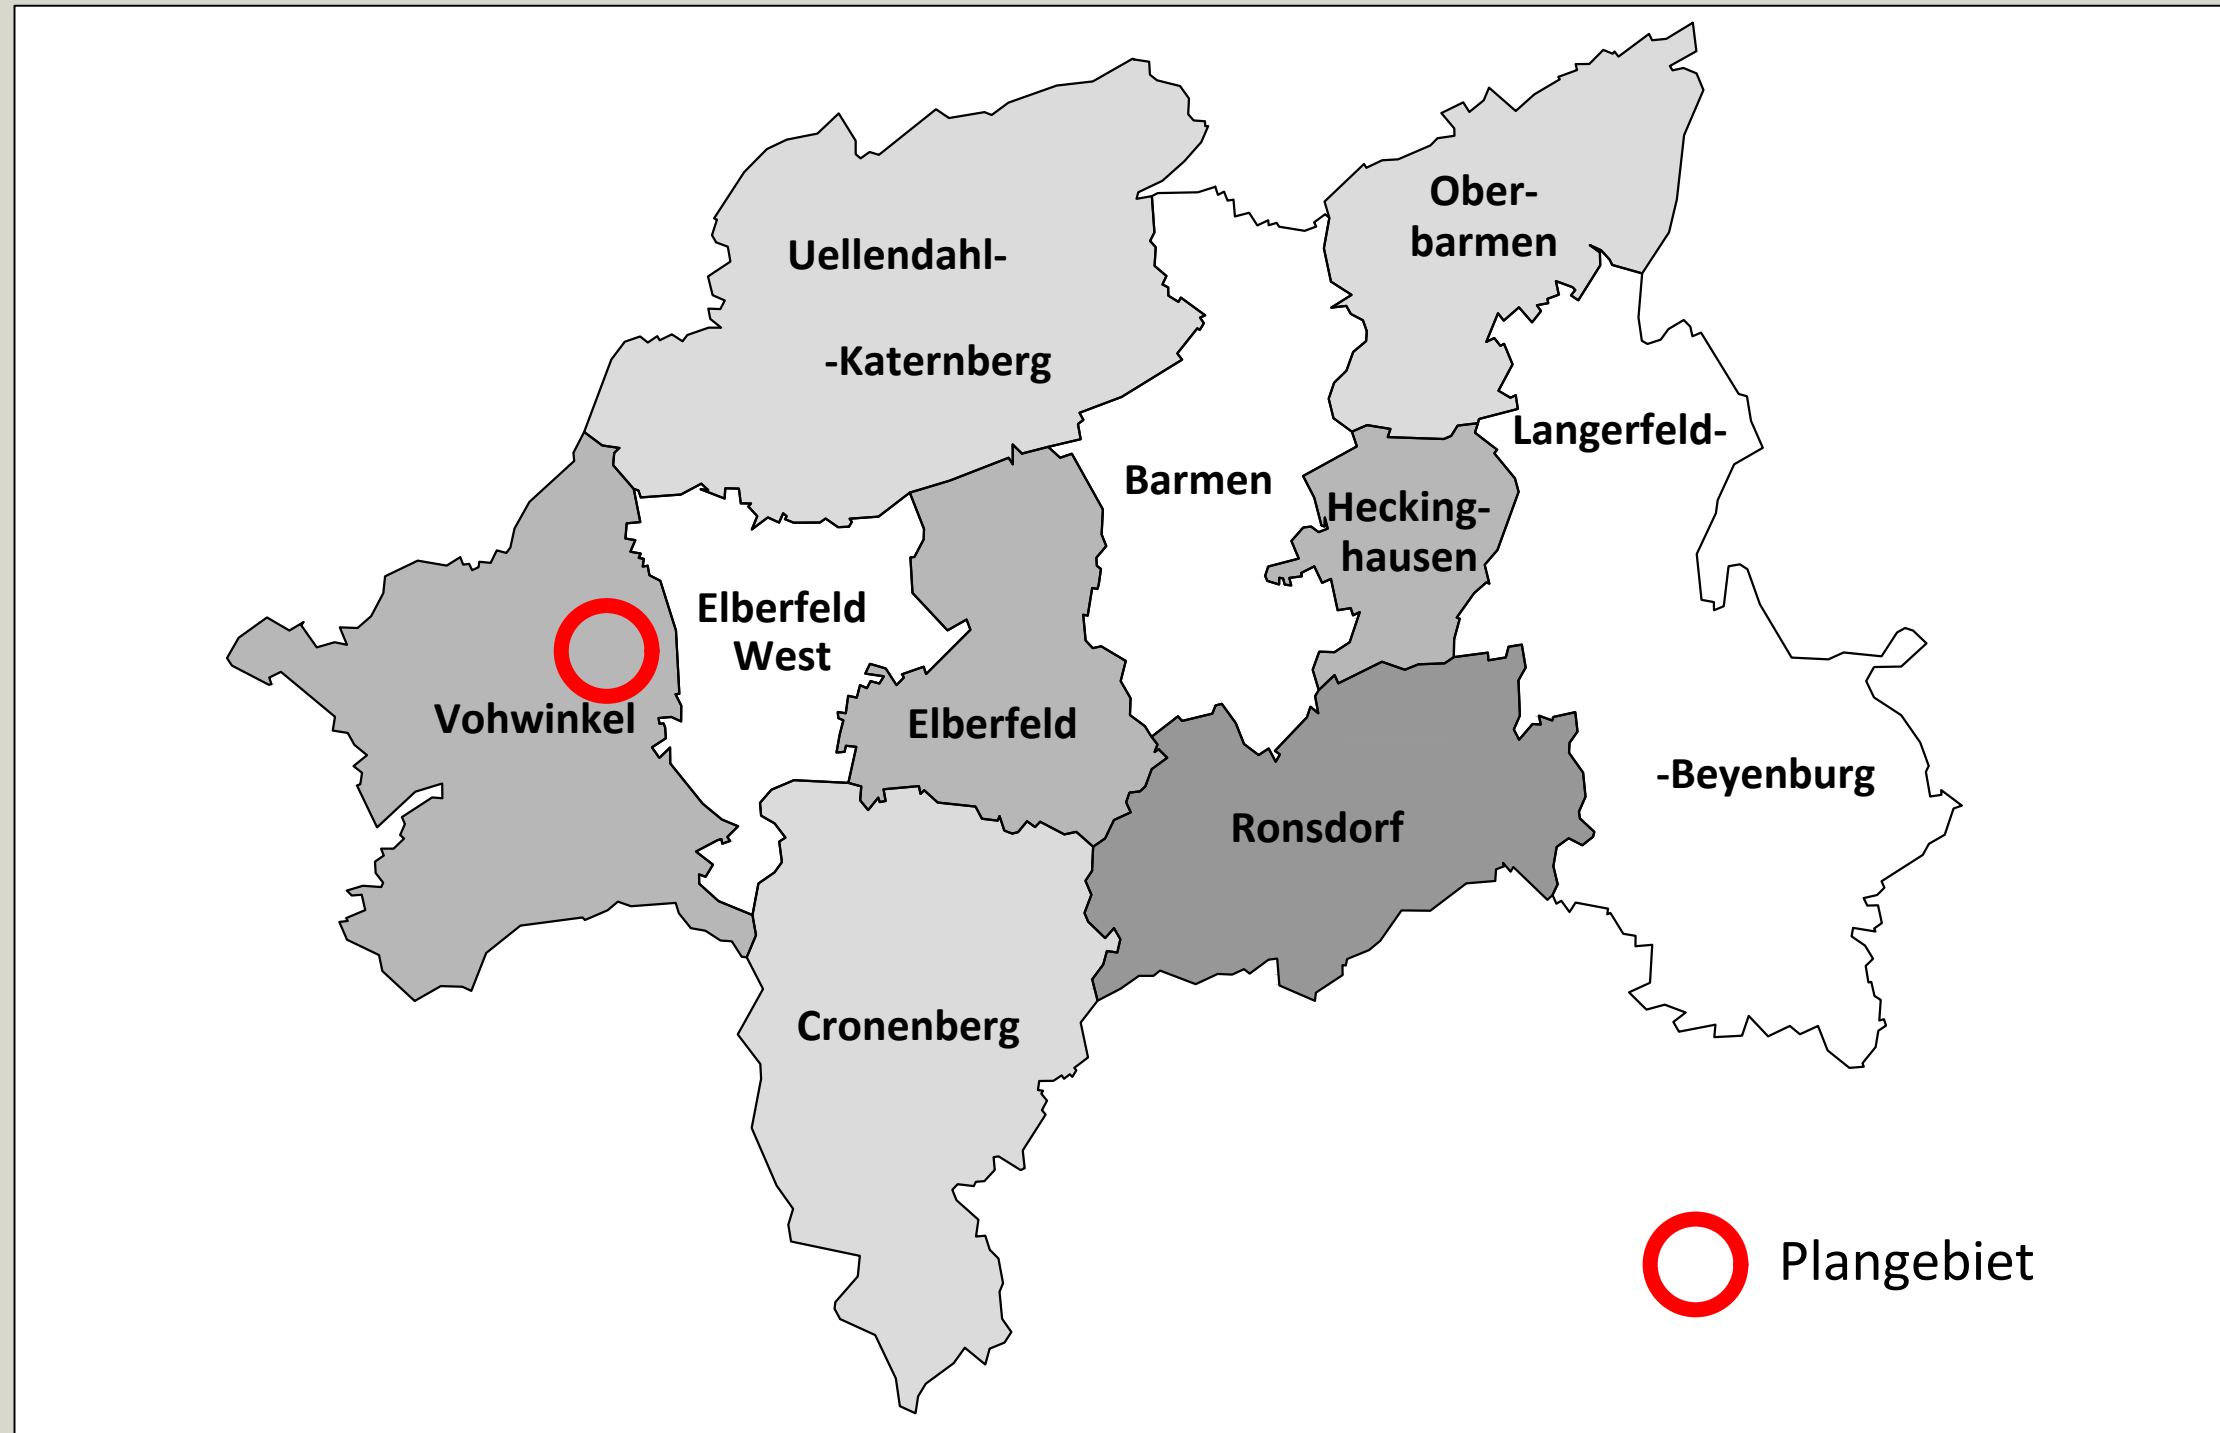 Ober-
barmen
Uellendahl-
-Katernberg
Langerfeld-
Barmen
Hecking-
hausen
Elberfeld
West
Vohwinkel
Elberfeld
-Beyenburg
Ronsdorf
Cronenberg
Plangebiet